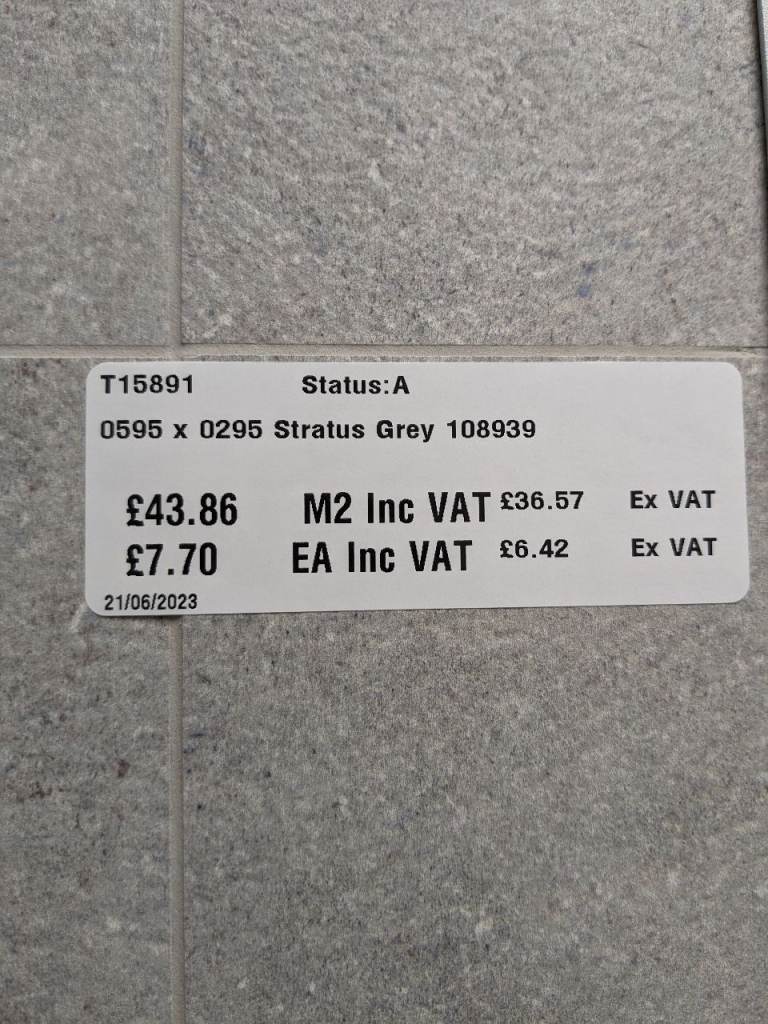 T15891 Status:A
0595 x 0295 Stratus Grey 108939
£43.86 M2 Inc VAT £36.57 Ex VAT
£7.70 EA Inc VAT £6.42 Ex VAT
21/06/2023